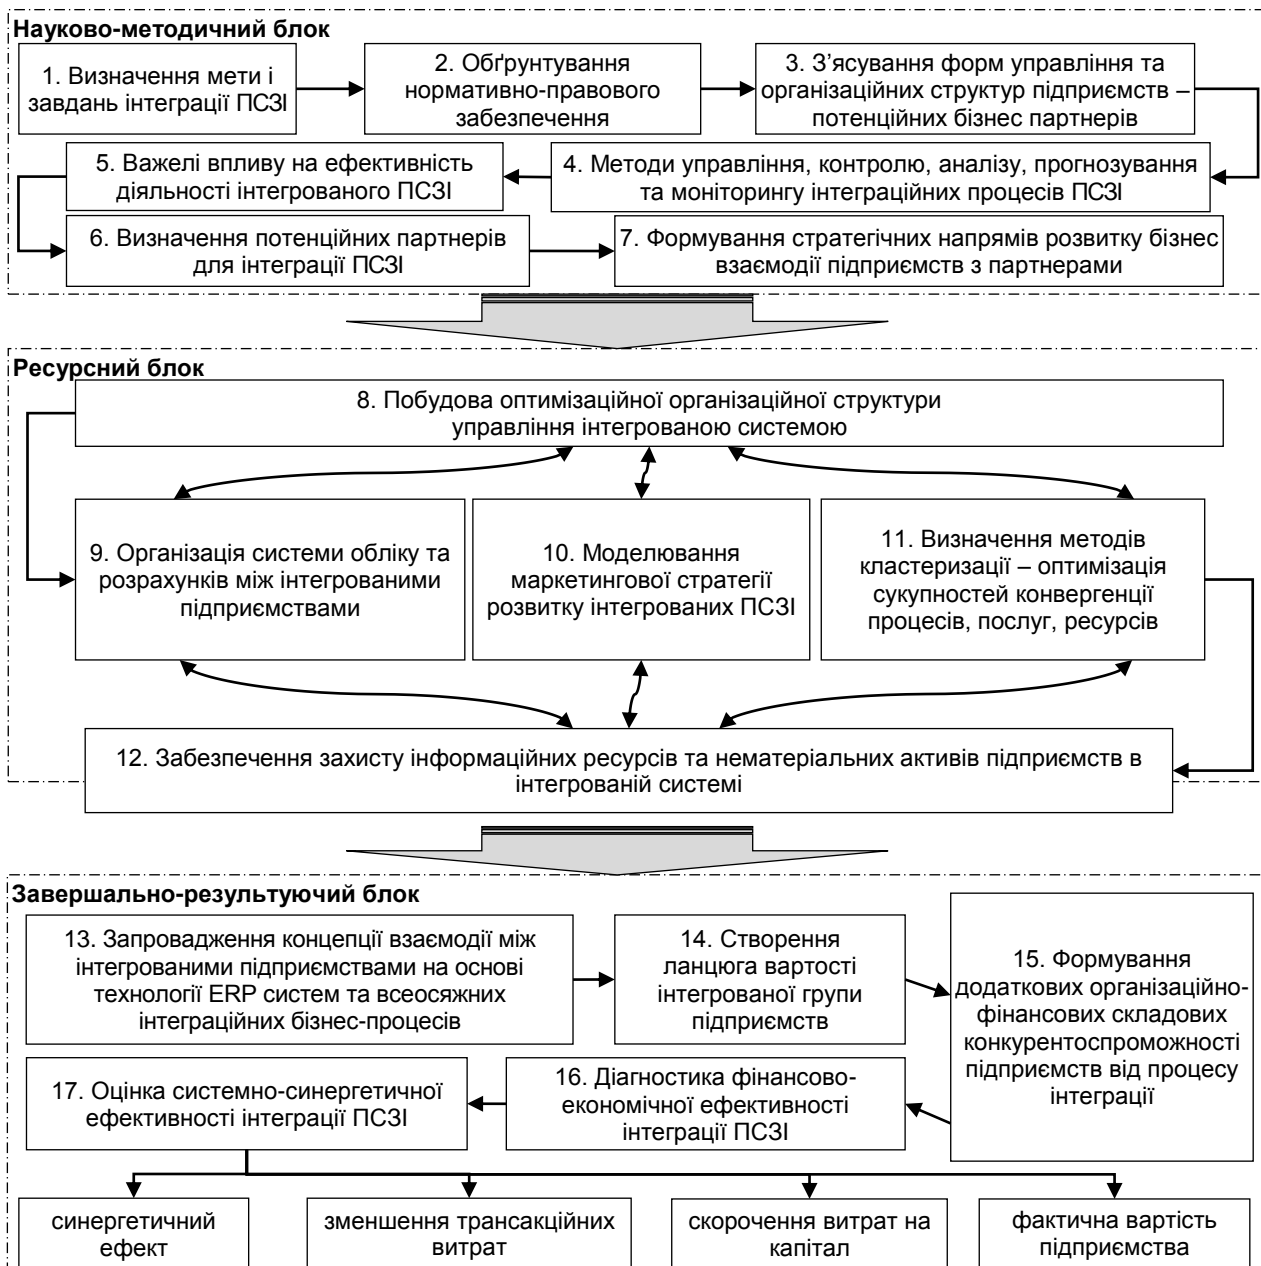 Науково-методичний блок
1. Визначення мети і
завдань інтеграції ПСЗІ
2. Обґрунтування
нормативно-правового
забезпечення
3. З’ясування форм управління та
організаційних структур підприємств –
потенційних бізнес партнерів
5. Важелі впливу на ефективність
діяльності інтегрованого ПСЗІ
4. Методи управління, контролю, аналізу, прогнозування
та моніторингу інтеграційних процесів ПСЗІ
6. Визначення потенційних партнерів
для інтеграції ПСЗІ
7. Формування стратегічних напрямів розвитку бізнес
взаємодії підприємств з партнерами
Ресурсний блок
8. Побудова оптимізаційної організаційної структури
управління інтегрованою системою
9. Організація системи обліку та
розрахунків між інтегрованими
підприємствами
10. Моделювання
маркетингової стратегії
розвитку інтегрованих ПСЗІ
11. Визначення методів
кластеризації – оптимізація
сукупностей конвергенції
процесів, послуг, ресурсів
12. Забезпечення захисту інформаційних ресурсів та нематеріальних активів підприємств в
інтегрованій системі
Завершально-результуючий блок
13. Запровадження концепції взаємодії між
інтегрованими підприємствами на основі
технології ERP систем та всеосяжних
інтеграційних бізнес-процесів
14. Створення
ланцюга вартості
інтегрованої групи
підприємств
15. Формування
додаткових організаційно-
фінансових складових
конкурентоспроможності
підприємств від процесу
інтеграції
17. Оцінка системно-синергетичної
ефективності інтеграції ПСЗІ
16. Діагностика фінансово-
економічної ефективності
інтеграції ПСЗІ
синергетичний
ефект
зменшення трансакційних
витрат
скорочення витрат на
капітал
фактична вартість
підприємства